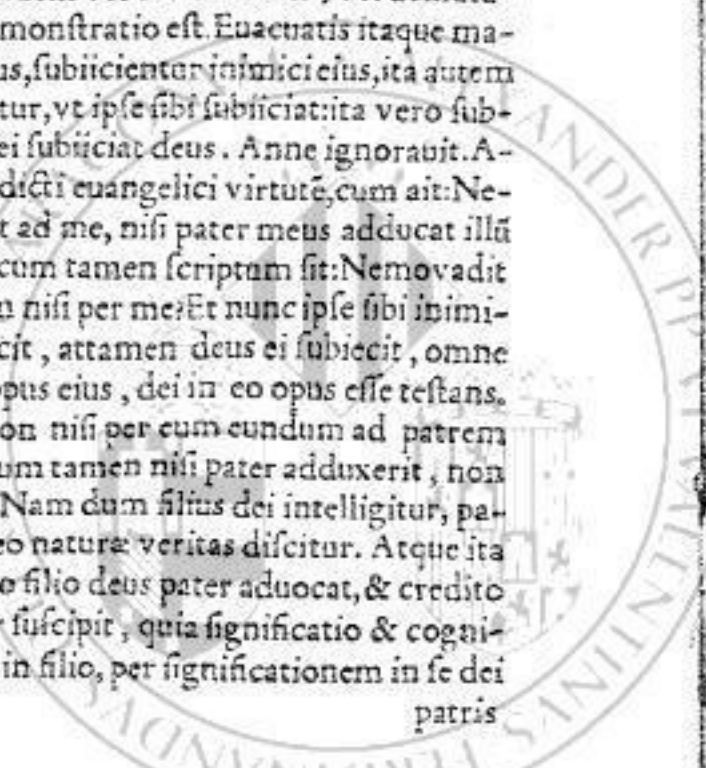 monſtratio eſt. Euacuatis itaque ma-
us, ſubiicientur inimici eius, ita autem
tur, vt ipſe ſibi ſubiiciat: ita vero ſub-
ei ſubiiciat deus. Anne ignorauit. A-
dicti euangelici virtutē, cum ait: Ne-
t ad me, niſi pater meus adducat illū
cum tamen ſcriptum ſit: Nemo vadit
niſi per me? Et nunc ipſe ſibi inimi-
cit, attamen deus ei ſubiecit, omne
opus eius, dei in eo opus eſſe teſtans.
on niſi per eum eundum ad patrem
um tamen niſi pater adduxerit, non
Nam dum filius dei intelligitur, pa-
eo naturæ veritas diſcitur. Atque ita
filio deus pater aduocat, & credito
ſuſcipit, quia ſignificatio & cogni-
in filio, per ſignificationem in ſe dei
patris